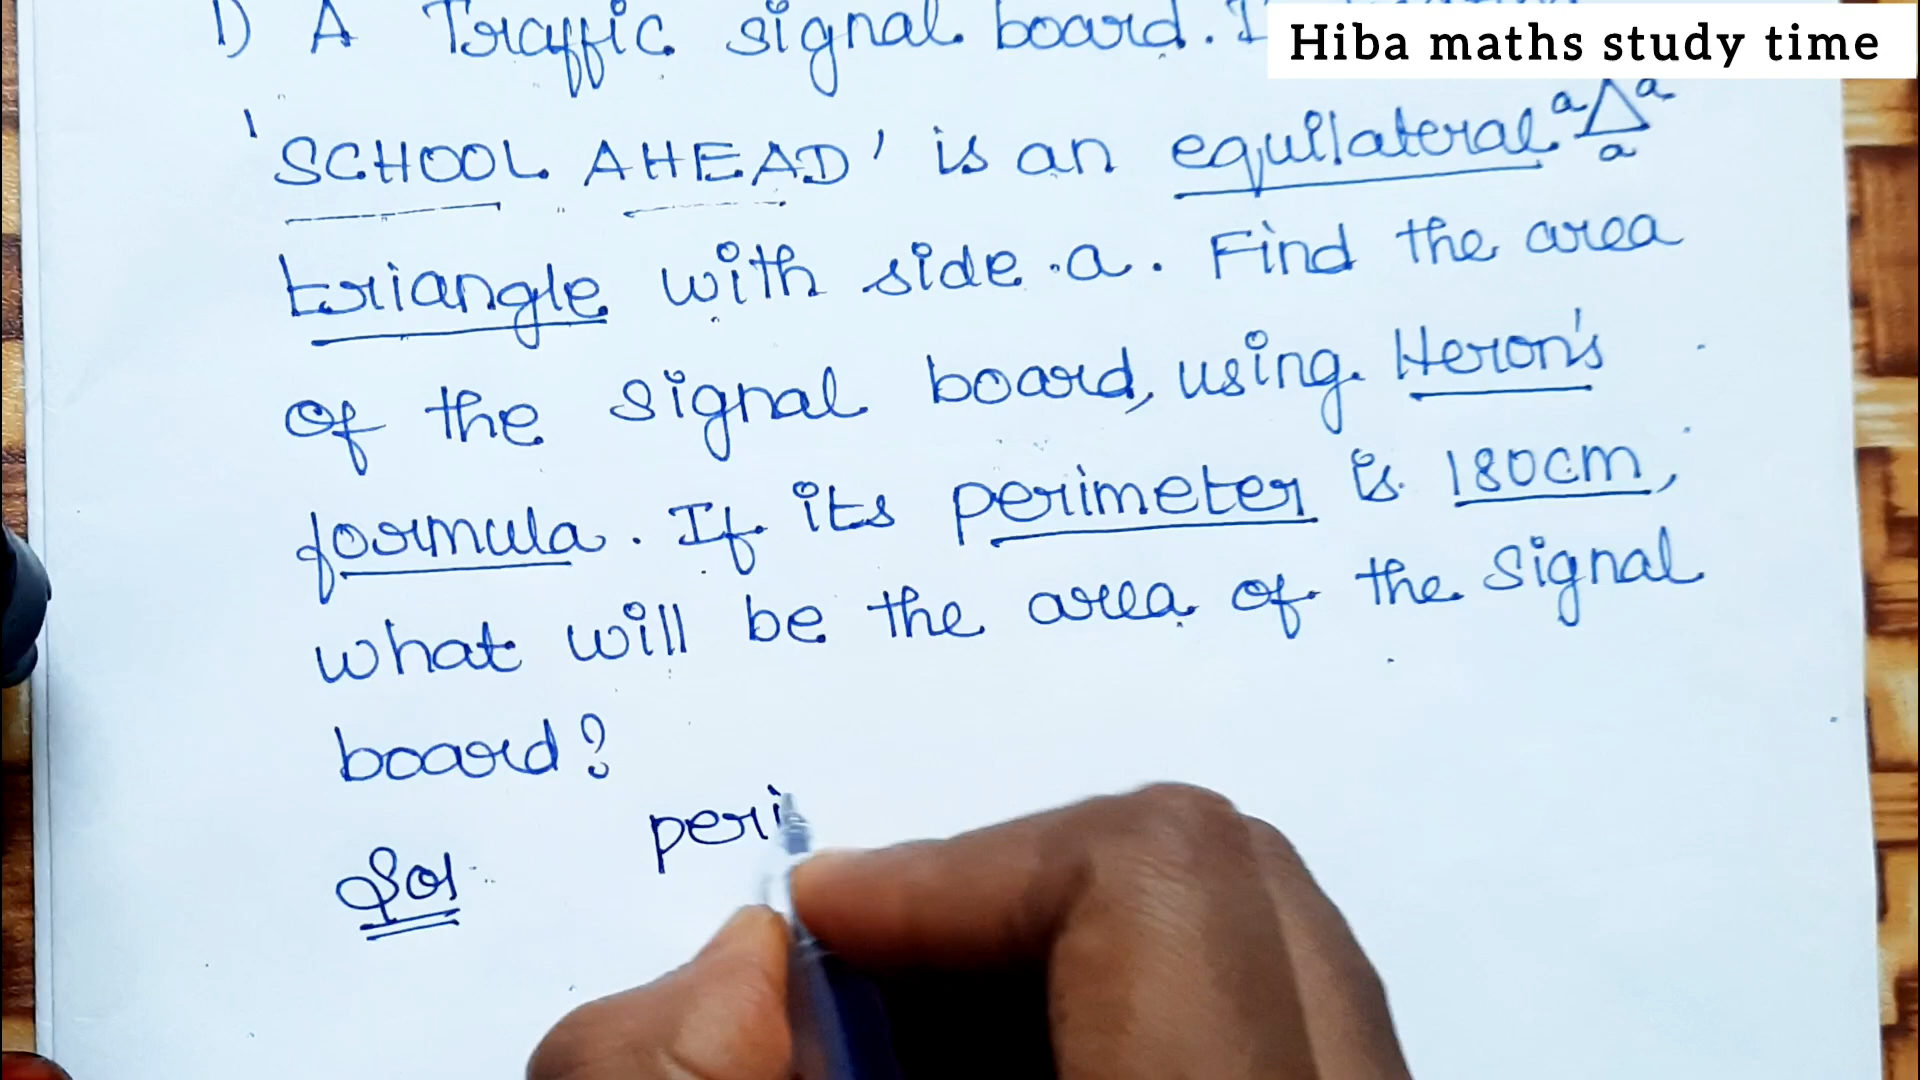 1) A Traffic signal board.
Hiba maths study time
'SCHOOL AHEAD' is an equilateral a a
a
triangle with side a. Find the area
of the signal board, using Heron's
formula. If its perimeter is 180cm,
what will be the area of the signal
board?
peri
Sol